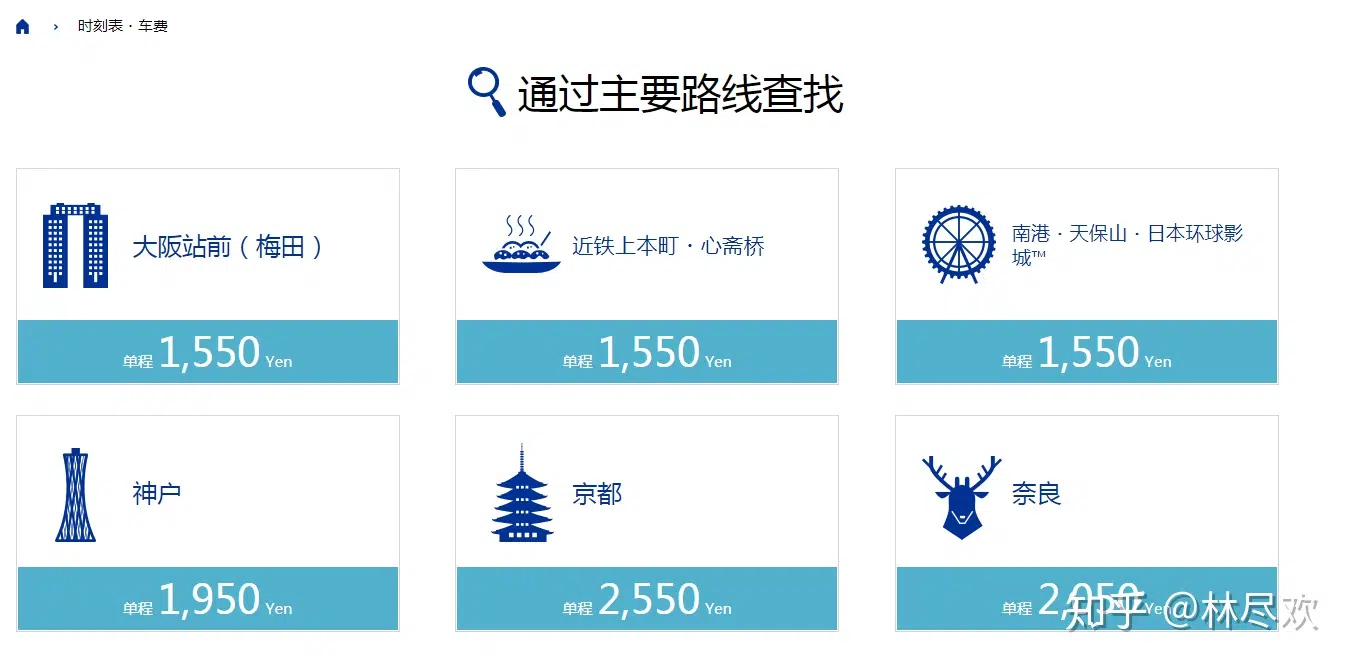 时刻表・车费
通过主要路线查找
大阪站前（梅田）
近铁上本町・心斋桥
南港・天保山・日本环球影
城™
单程 1,550 Yen
单程 1,550 Yen
单程 1,550 Yen
神户
京都
奈良
单程 1,950 Yen
单程 2,550 Yen
单程 2,050 Yen
知乎 @林尽欢